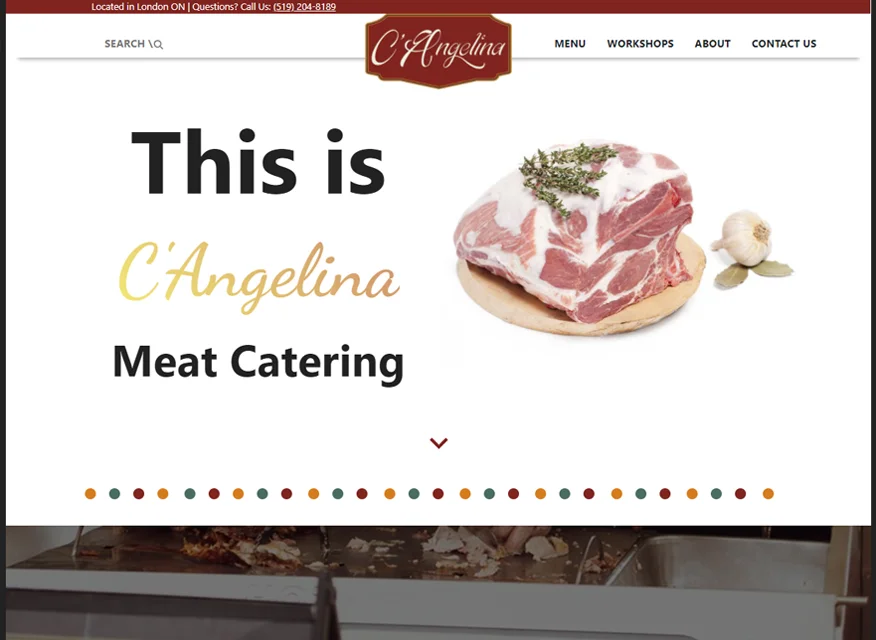 Located in London ON | Questions? Call Us: (519) 204-8189
SEARCH \
C'Angelina
MENU WORKSHOPS ABOUT CONTACT US
This is
C'Angelina
Meat Catering